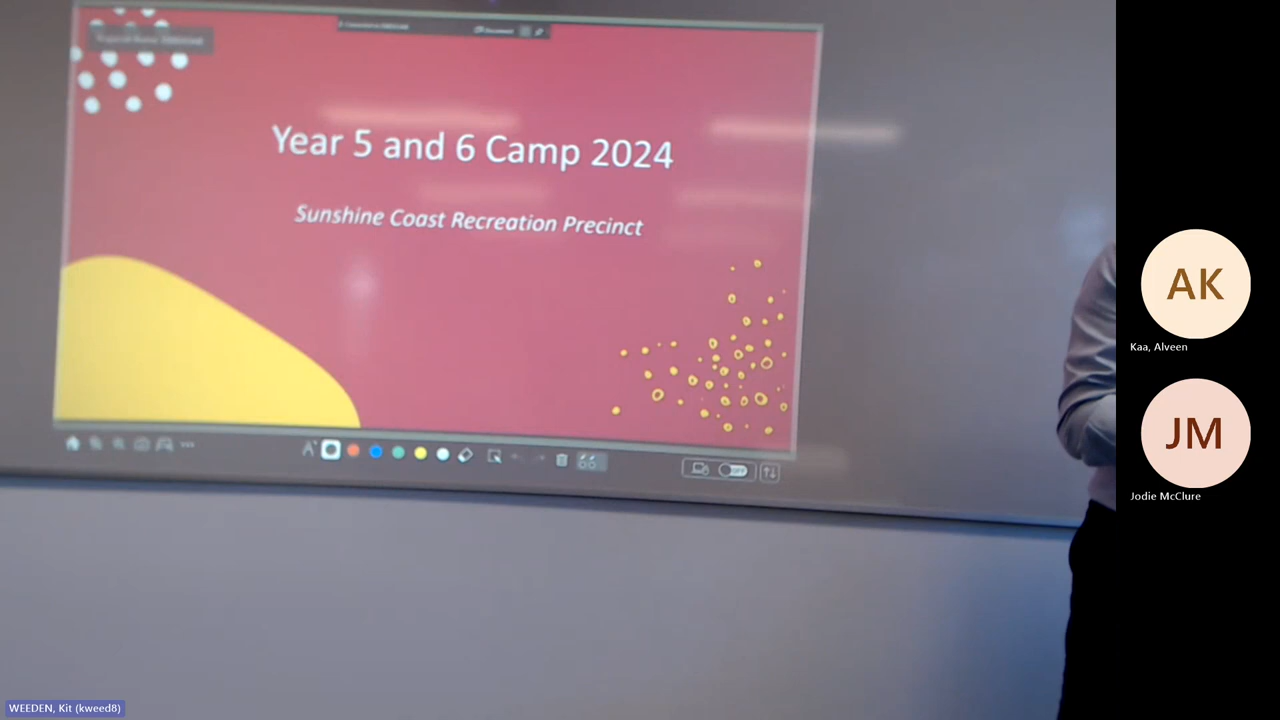 Year 5 and 6 Camp 2024
Sunshine Coast Recreation Precinct
OFF
AK
Kaa, Alveen
JM
Jodie McClure
WEEDEN, Kit (kweed8)